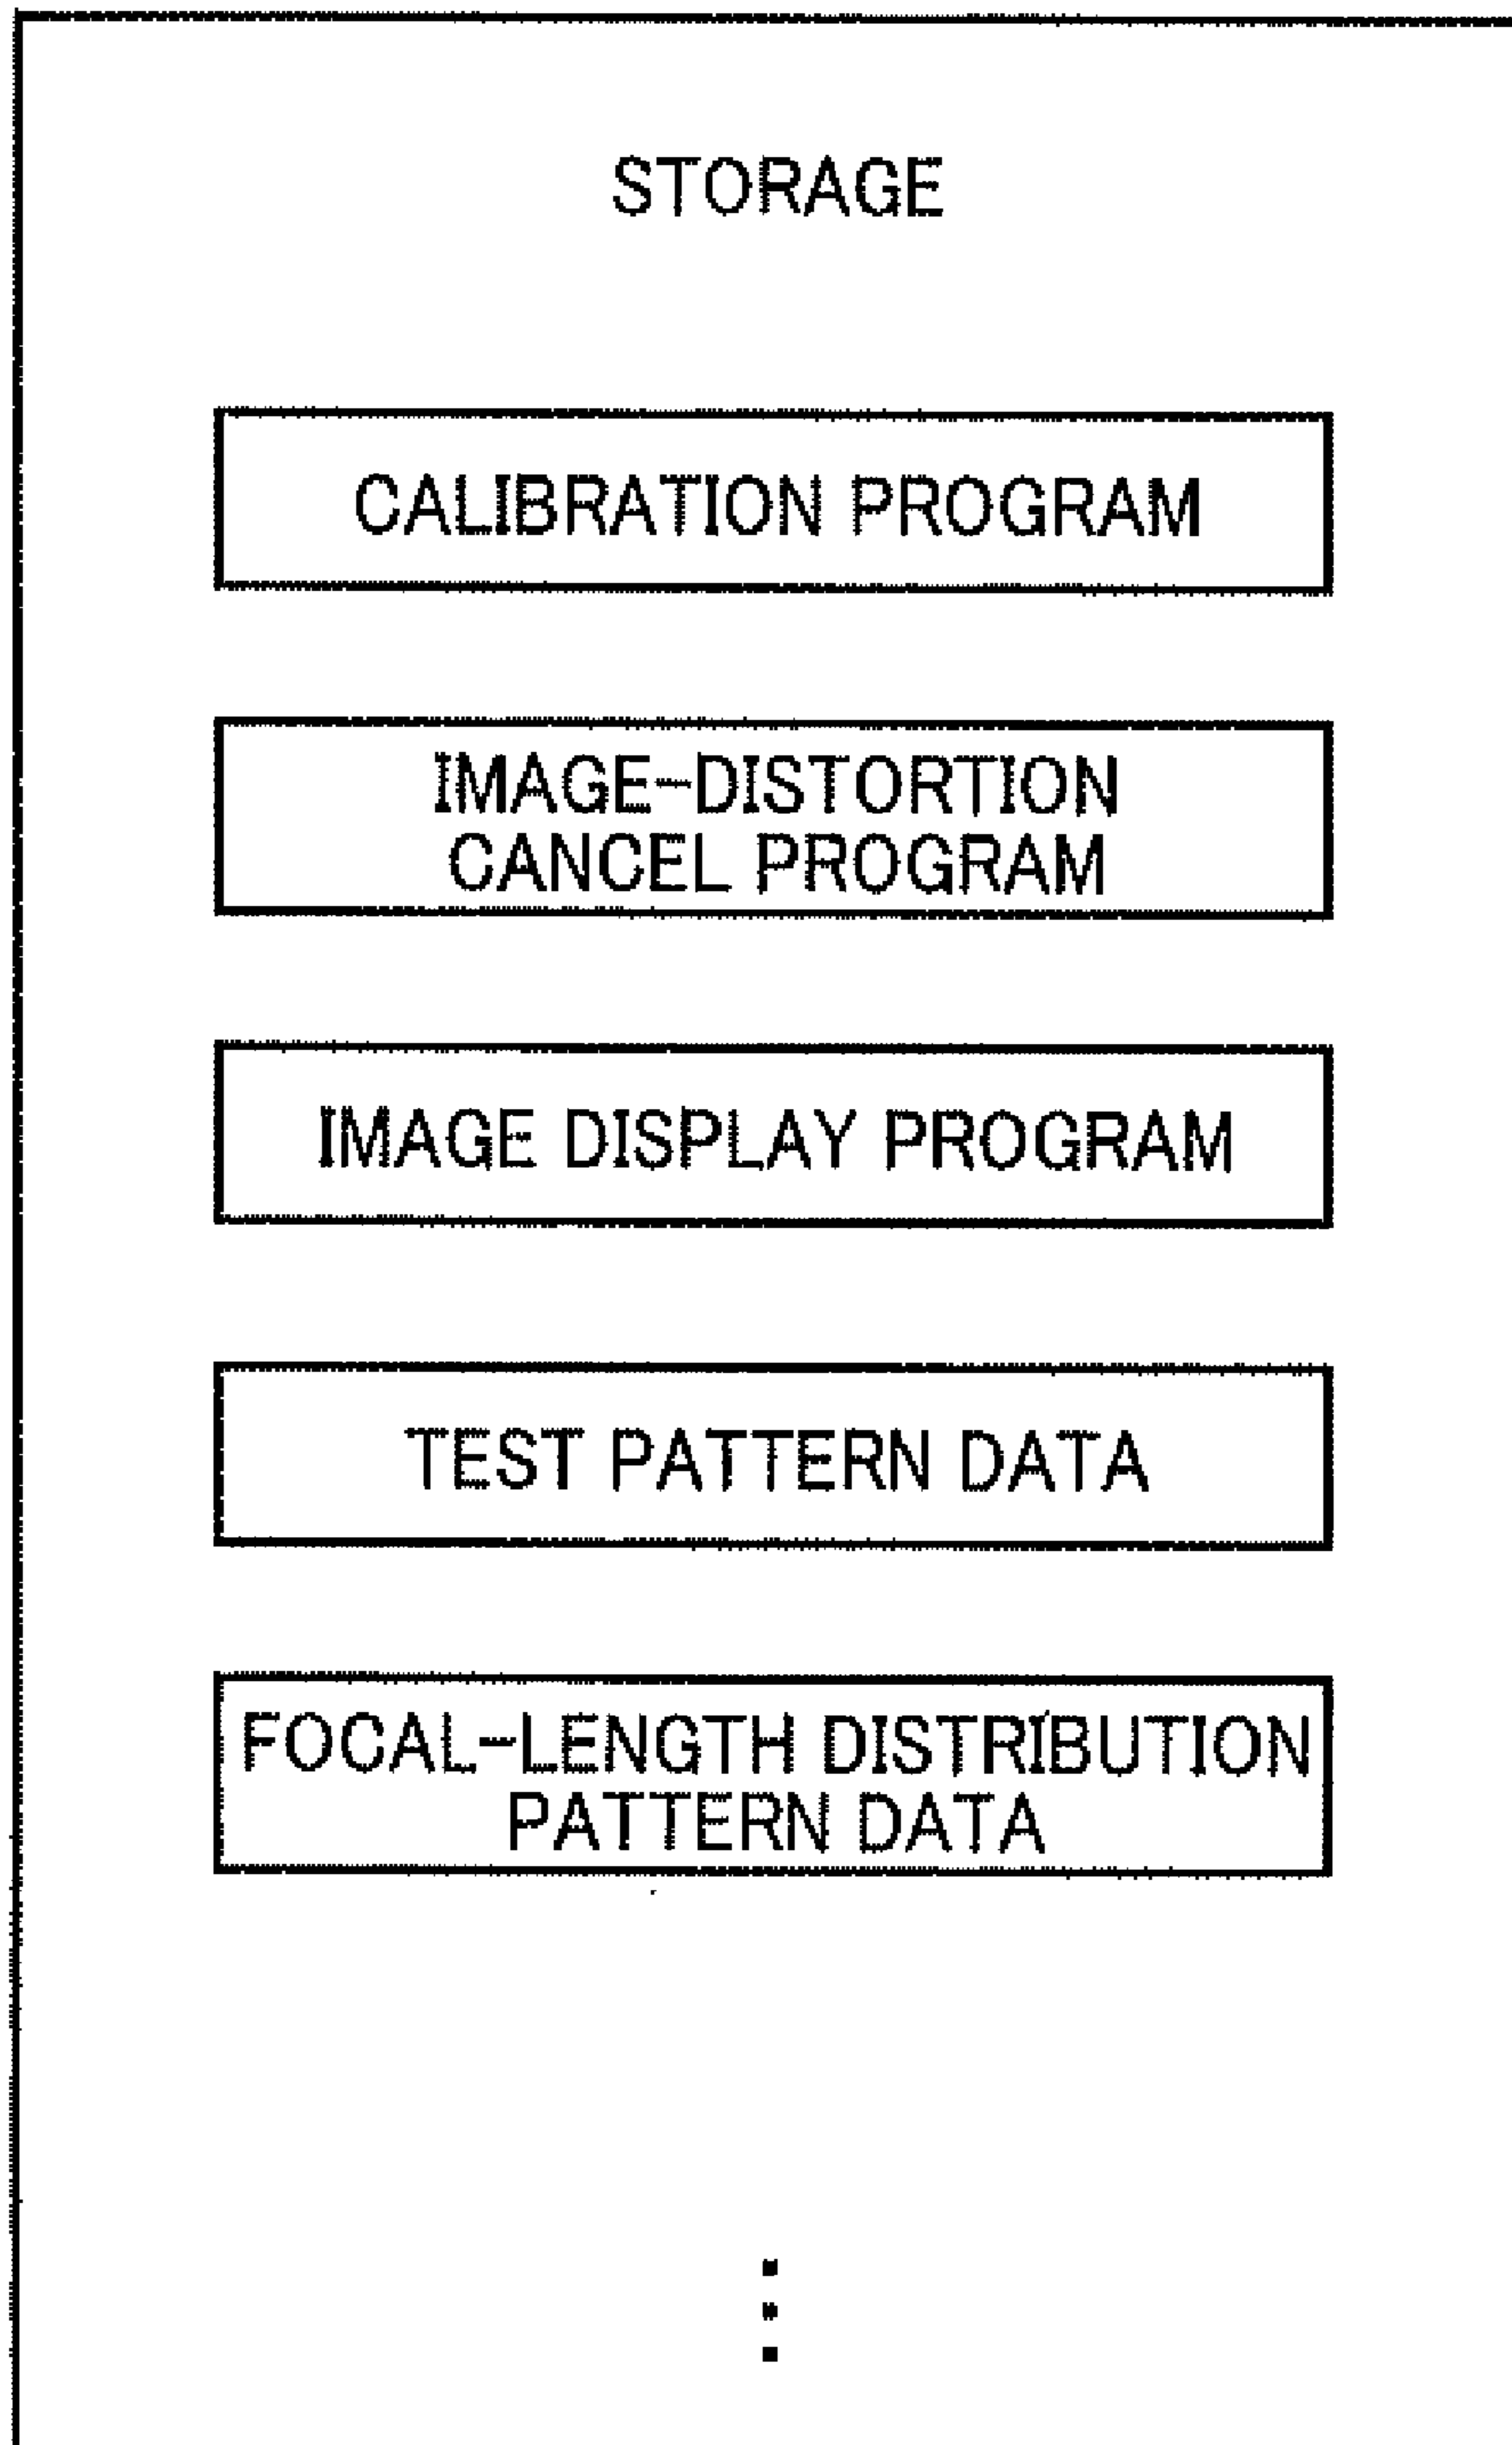 STORAGE
CALIBRATION PROGRAM
IMAGE-DISTORTION
CANCEL PROGRAM
IMAGE DISPLAY PROGRAM
TEST PATTERN DATA
FOCAL-LENGTH DISTRIBUTION
PATTERN DATA